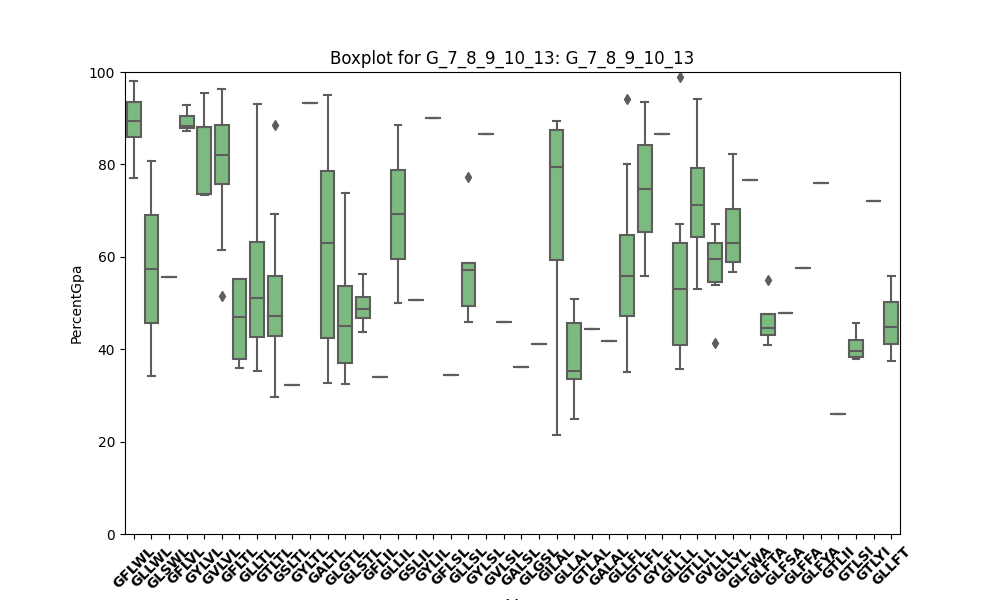 Boxplot for G_7_8_9_10_13: G_7_8_9_10_13
100
80
60
40
20
0
PercentGpa
GFLWL
GLLWL
GLSWL
GFLVL
GYLVL
GVLVL
GFLTL
GLLTL
GTLTL
GSLTL
GYLTL
GALTL
GLGTL
GLSTL
GFLIL
GLLIL
GSLIL
GYLIL
GFLSL
GLLSL
GYLSL
GVLSL
GALSL
GLGSL
GILAL
GLLAL
GTLAL
GALAL
GLLFL
GTLFL
GYLFL
GLLLL
GTLLL
GVLLL
GLLYL
GLFWA
GLFTA
GLFSA
GLFFA
GLFYA
GTLII
GTLSI
GTLYI
GLLFT